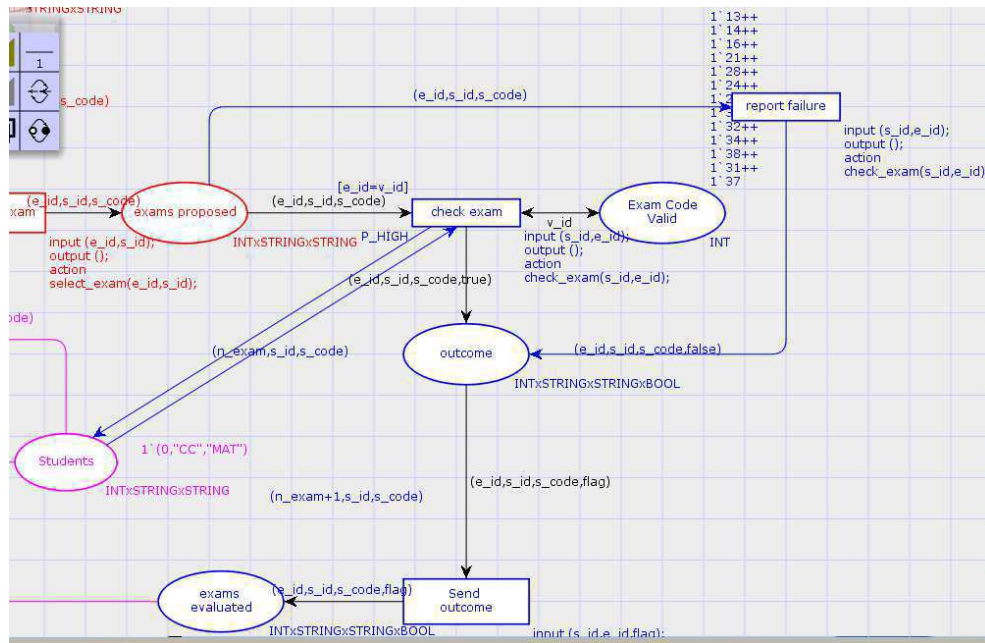 STRINGxSTRING
1
s_code)
(e_id,s_id,s_code)
1`13++
1`14++
1`16++
1`21++
1`28++
1`24++
1`32++
1`34++
1`38++
1`31++
1`37
report failure
input (s_id,e_id);
output ();
action
check_exam(s_id,e_id)
[e_id=v_id]
(e_id,s_id,s_code)
(e_id,s_id,s_code)
xam
exams proposed
check exam
v_id
Exam Code
Valid
INTxSTRINGxSTRING
P_HIGH
INT
input (e_id,s_id);
output ();
action
select_exam(e_id,s_id);
input (s_id,e_id);
output ();
action
check_exam(s_id,e_id);
(e_id,s_id,s_code,true)
ode)
(n_exam,s_id,s_code)
outcome
(e_id,s_id,s_code,false)
INTxSTRINGxSTRINGxBOOL
1`(0,"CC","MAT")
Students
INTxSTRINGxSTRING
(n_exam+1,s_id,s_code)
(e_id,s_id,s_code,flag)
exams
evaluated
(e_id,s_id,s_code,flag)
Send
outcome
INTxSTRINGxSTRINGxBOOL
input (s_id,e_id,flag);